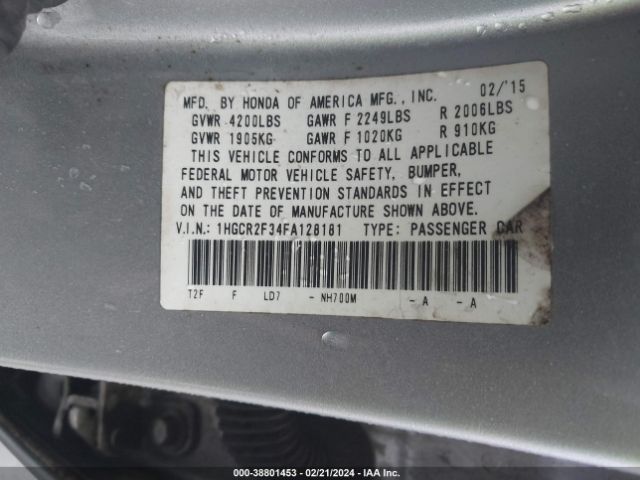 MFD. BY HONDA OF AMERICA MFG., INC. 02/'15
GVWR 4200LBS GAWR F 2249LBS R 2006LBS
GVWR 1905KG GAWR F 1020KG R 910KG
THIS VEHICLE CONFORMS TO ALL APPLICABLE
FEDERAL MOTOR VEHICLE SAFETY, BUMPER,
AND THEFT PREVENTION STANDARDS IN EFFECT
ON THE DATE OF MANUFACTURE SHOWN ABOVE.
V.I.N.: 1HGCR2F34FA128181 TYPE: PASSENGER CAR
T2F F LD7 - NH700M - A - A
000-38801453 - 02/21/2024 - IAA Inc.